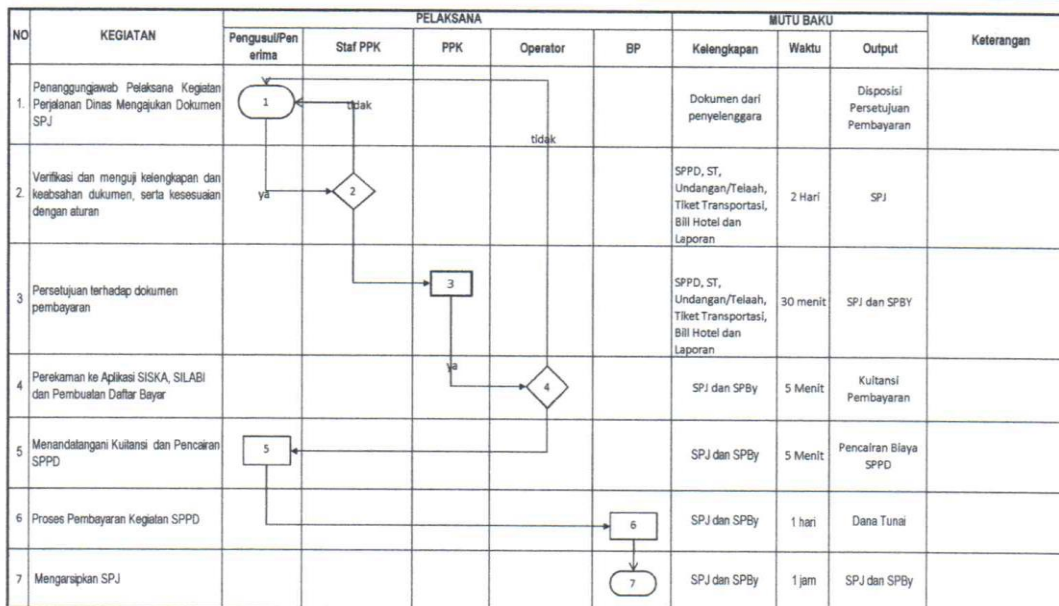 NO KEGIATAN PELAKSANA MUTU BAKU Keterangan
Pengusul/Pen
erima
Staf PPK PPK Operator BP Kelengkapan Waktu Output
1. Penanggungjawab Pelaksana Kegiatan
Perjalanan Dinas Mengajukan Dokumen
SPJ
1
tidak
tidak
Dokumen dari
penyelenggara
Disposisi
Persetujuan
Pembayaran
2. Verifikasi dan menguji kelengkapan dan
keabsahan dukumen, serta kesesuaian
dengan aturan
ya
2
SPPD, ST,
Undangan/Telaah,
Tiket Transportasi,
Bill Hotel dan
Laporan
2 Hari
SPJ
3 Persetujuan terhadap dokumen
pembayaran
3
ya
SPPD, ST,
Undangan/Telaah,
Tiket Transportasi,
Bill Hotel dan
Laporan
30 menit
SPJ dan SPBY
4 Perekaman ke Aplikasi SISKA, SILABI
dan Pembuatan Daftar Bayar
4
SPJ dan SPBy
5 Menit
Kuitansi
Pembayaran
5 Menandatangani Kuitansi dan Pencairan
SPPD
5
SPJ dan SPBy
5 Menit
Pencairan Biaya
SPPD
6 Proses Pembayaran Kegiatan SPPD
6
SPJ dan SPBy
1 hari
Dana Tunai
7 Mengarsipkan SPJ
7
SPJ dan SPBy
1 jam
SPJ dan SPBy